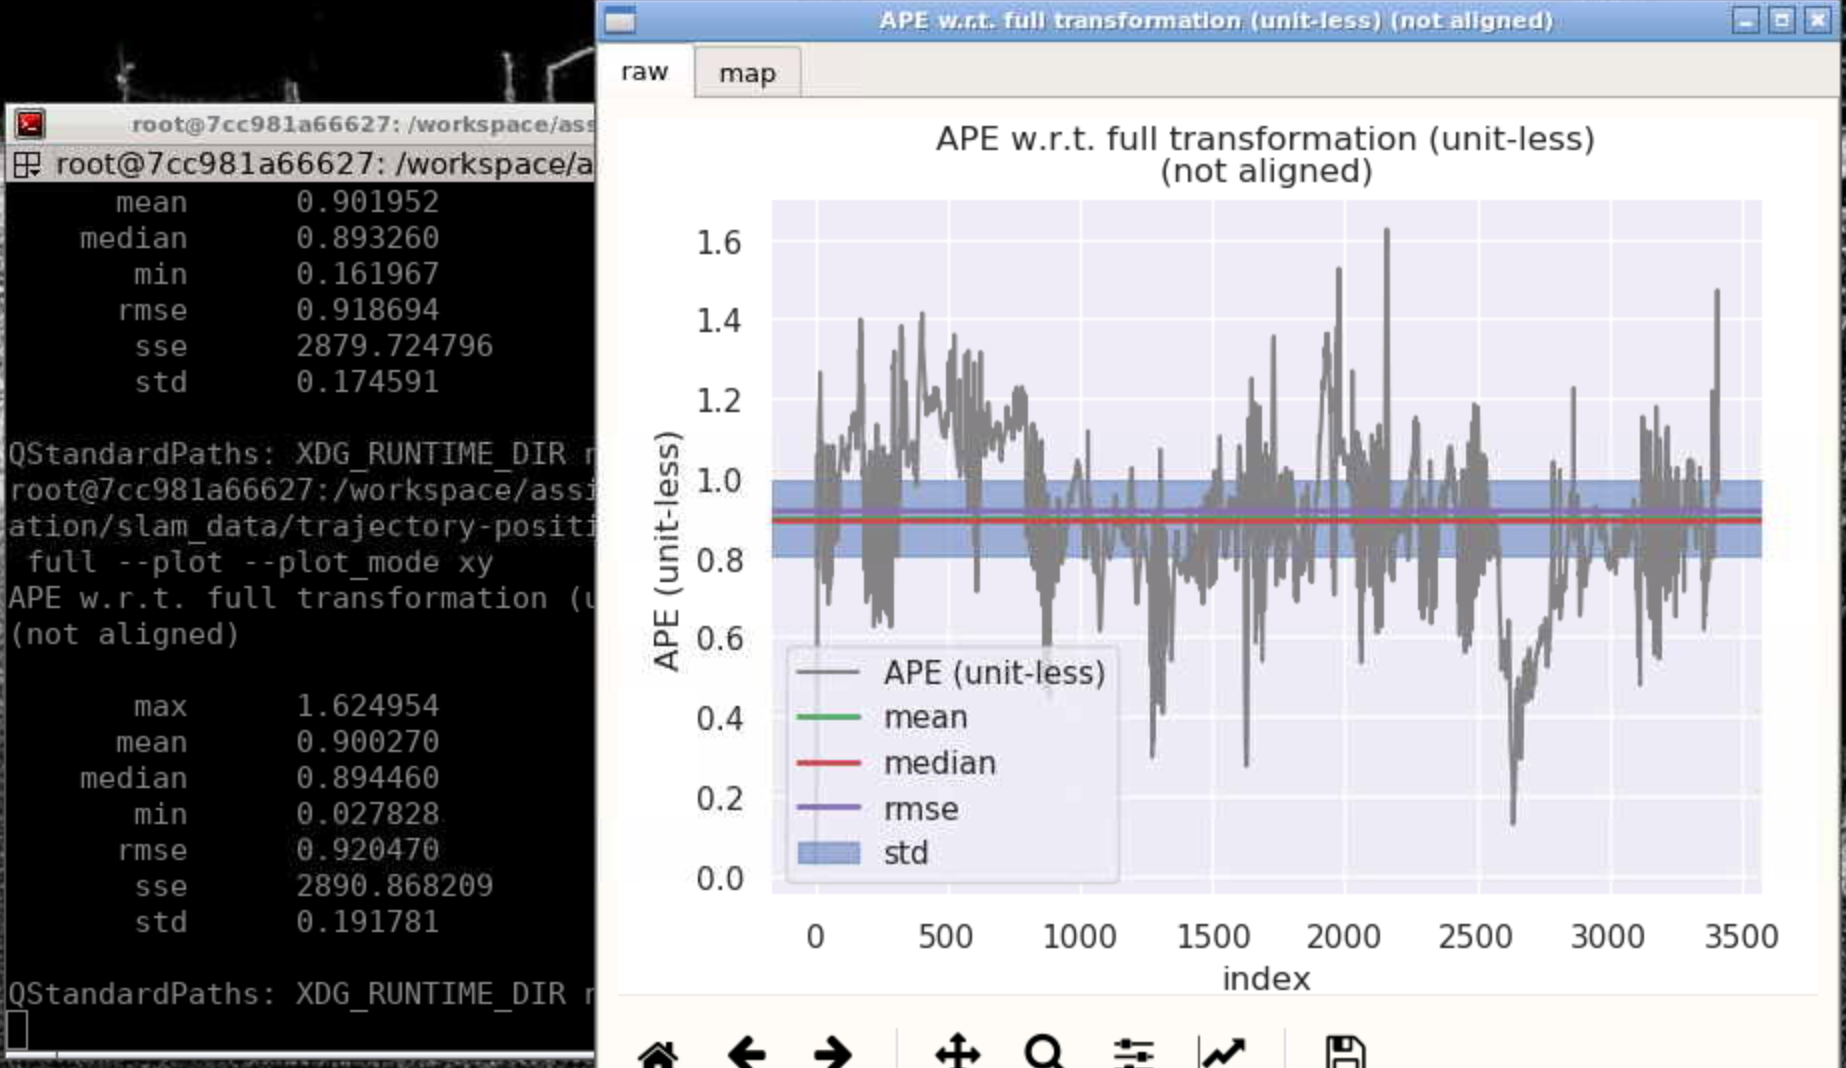 root@7cc981a66627: /workspace/ass
root@7cc981a66627: /workspace/a
mean 0.901952
median 0.893260
min 0.161967
rmse 0.918694
sse 2879.724796
std 0.174591
QStandardPaths: XDG_RUNTIME_DIR r
root@7cc981a66627:/workspace/assi
ation/slam_data/trajectory-positi
full --plot --plot_mode xy
APE w.r.t. full transformation (u
(not aligned)
max 1.624954
mean 0.900270
median 0.894460
min 0.027828
rmse 0.920470
sse 2890.868209
std 0.191781
QStandardPaths: XDG_RUNTIME_DIR r
APE w.r.t. full transformation (unit-less) (not aligned)
raw map
APE w.r.t. full transformation (unit-less)
(not aligned)
APE (unit-less)
1.6
1.4
1.2
1.0
0.8
0.6
0.4
0.2
0.0
APE (unit-less)
mean
median
rmse
std
0 500 1000 1500 2000 2500 3000 3500
index